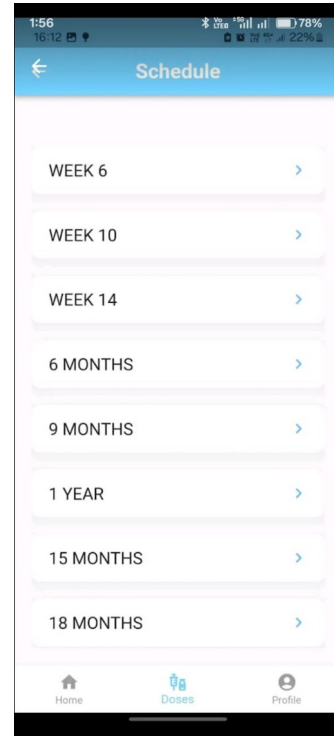 1:56 78%
16:12 22%
Schedule
WEEK 6
WEEK 10
WEEK 14
6 MONTHS
9 MONTHS
1 YEAR
15 MONTHS
18 MONTHS
Home Doses Profile